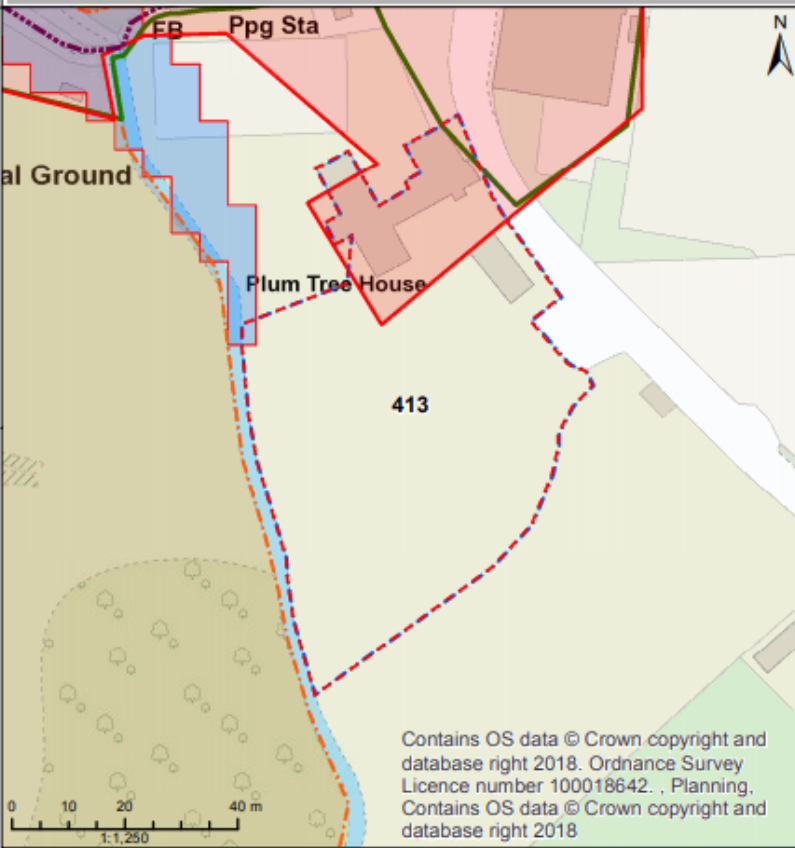 FB
Ppg Sta
N
al Ground
Plum Tree House
413
Contains OS data © Crown copyright and
database right 2018. Ordnance Survey
Licence number 100018642. , Planning,
Contains OS data © Crown copyright and
database right 2018
0 10 20 40 m
1:1,250